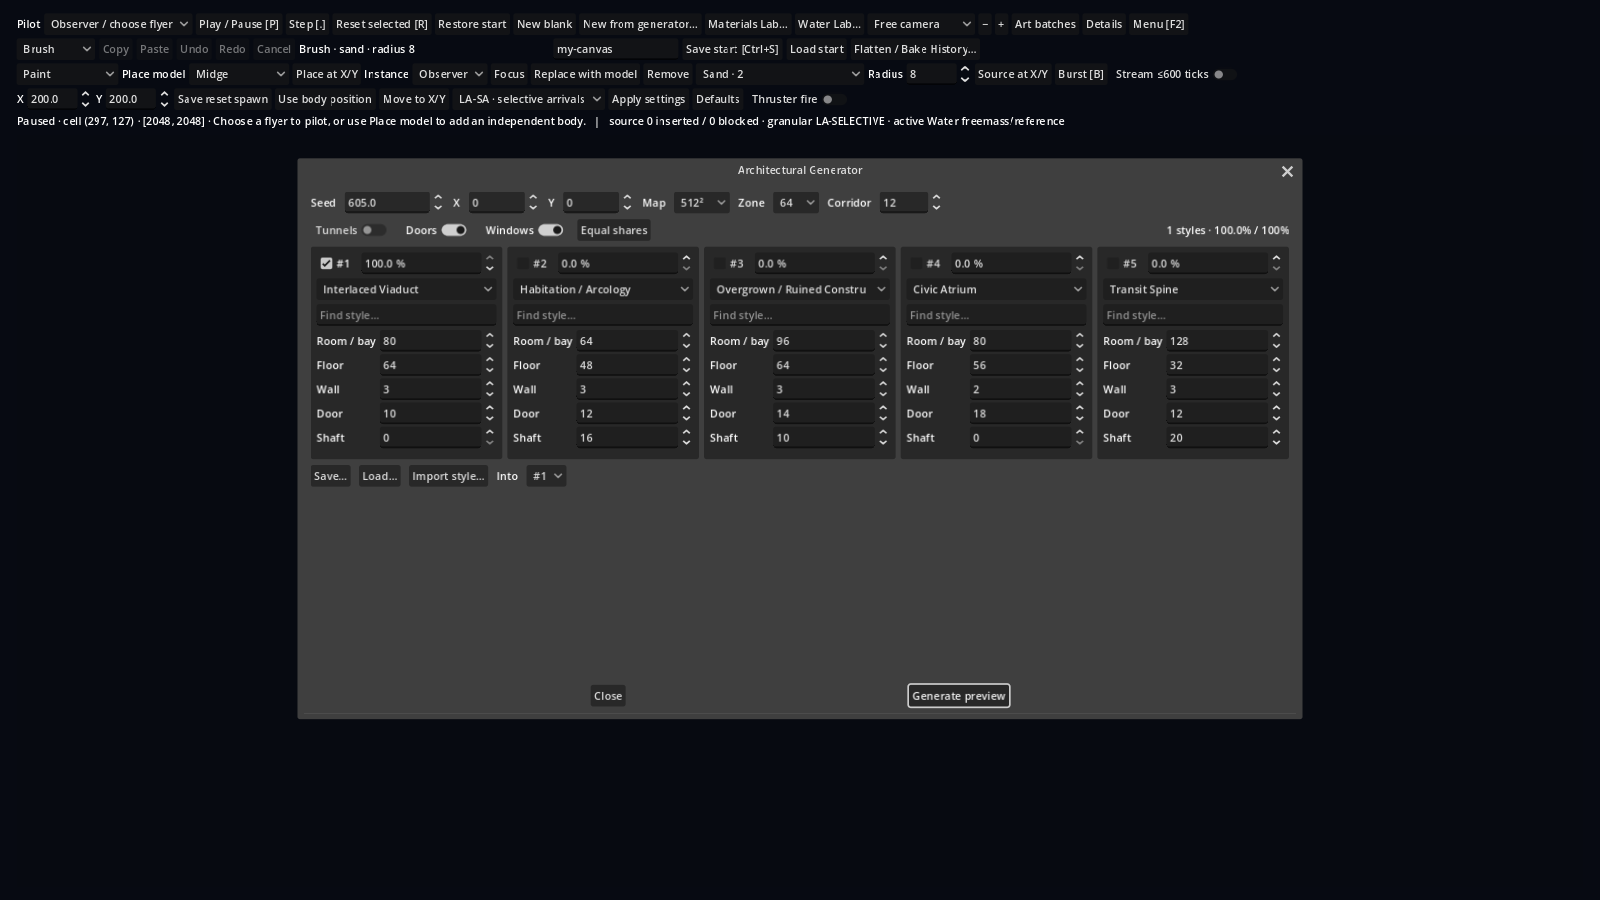 Pilot Observer / choose flyer Play / Pause [P] Step [.] Reset selected [R] Restore start New blank New from generator... Materials Lab... Water Lab... Free camera − + Art batches Details Menu [F2]
Brush Copy Paste Undo Redo Cancel Brush · sand · radius 8 my-canvas Save start [Ctrl+S] Load start Flatten / Bake History...
Paint Place model Midge Place at X/Y Instance Observer Focus Replace with model Remove Sand · 2 Radius 8 Source at X/Y Burst [B] Stream ≤600 ticks
X 200.0 Y 200.0 Save reset spawn Use body position Move to X/Y LA-SA · selective arrivals Apply settings Defaults Thruster fire
Paused · cell (297, 127) · [2048, 2048] · Choose a flyer to pilot, or use Place model to add an independent body. | source 0 inserted / 0 blocked · granular LA-SELECTIVE · active Water freemass/reference
Architectural Generator
Seed 605.0 X 0 Y 0 Map 512² Zone 64 Corridor 12
Tunnels Doors Windows Equal shares 1 styles · 100.0% / 100%
#1 100.0 % #2 0.0 % #3 0.0 % #4 0.0 % #5 0.0 %
Interlaced Viaduct Habitation / Arcology Overgrown / Ruined Constru Civic Atrium Transit Spine
Find style... Find style... Find style... Find style... Find style...
Room / bay 80 Room / bay 64 Room / bay 96 Room / bay 80 Room / bay 128
Floor 64 Floor 48 Floor 64 Floor 56 Floor 32
Wall 3 Wall 3 Wall 3 Wall 2 Wall 3
Door 10 Door 12 Door 14 Door 18 Door 12
Shaft 0 Shaft 16 Shaft 10 Shaft 0 Shaft 20
Save... Load... Import style... Into #1
Close Generate preview